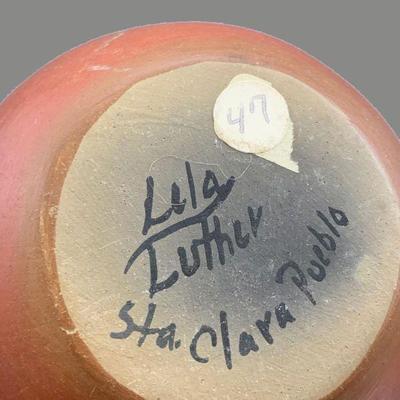 47
Lela
Luther
Sta. Clara Pueblo